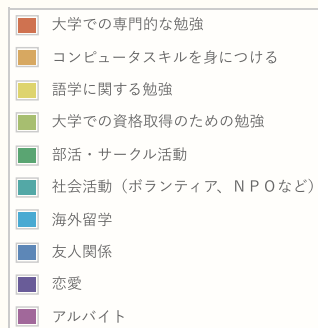 大学での専門的な勉強
コンピュータスキルを身につける
語学に関する勉強
大学での資格取得のための勉強
部活・サークル活動
社会活動（ボランティア、ＮＰＯなど）
海外留学
友人関係
恋愛
アルバイト